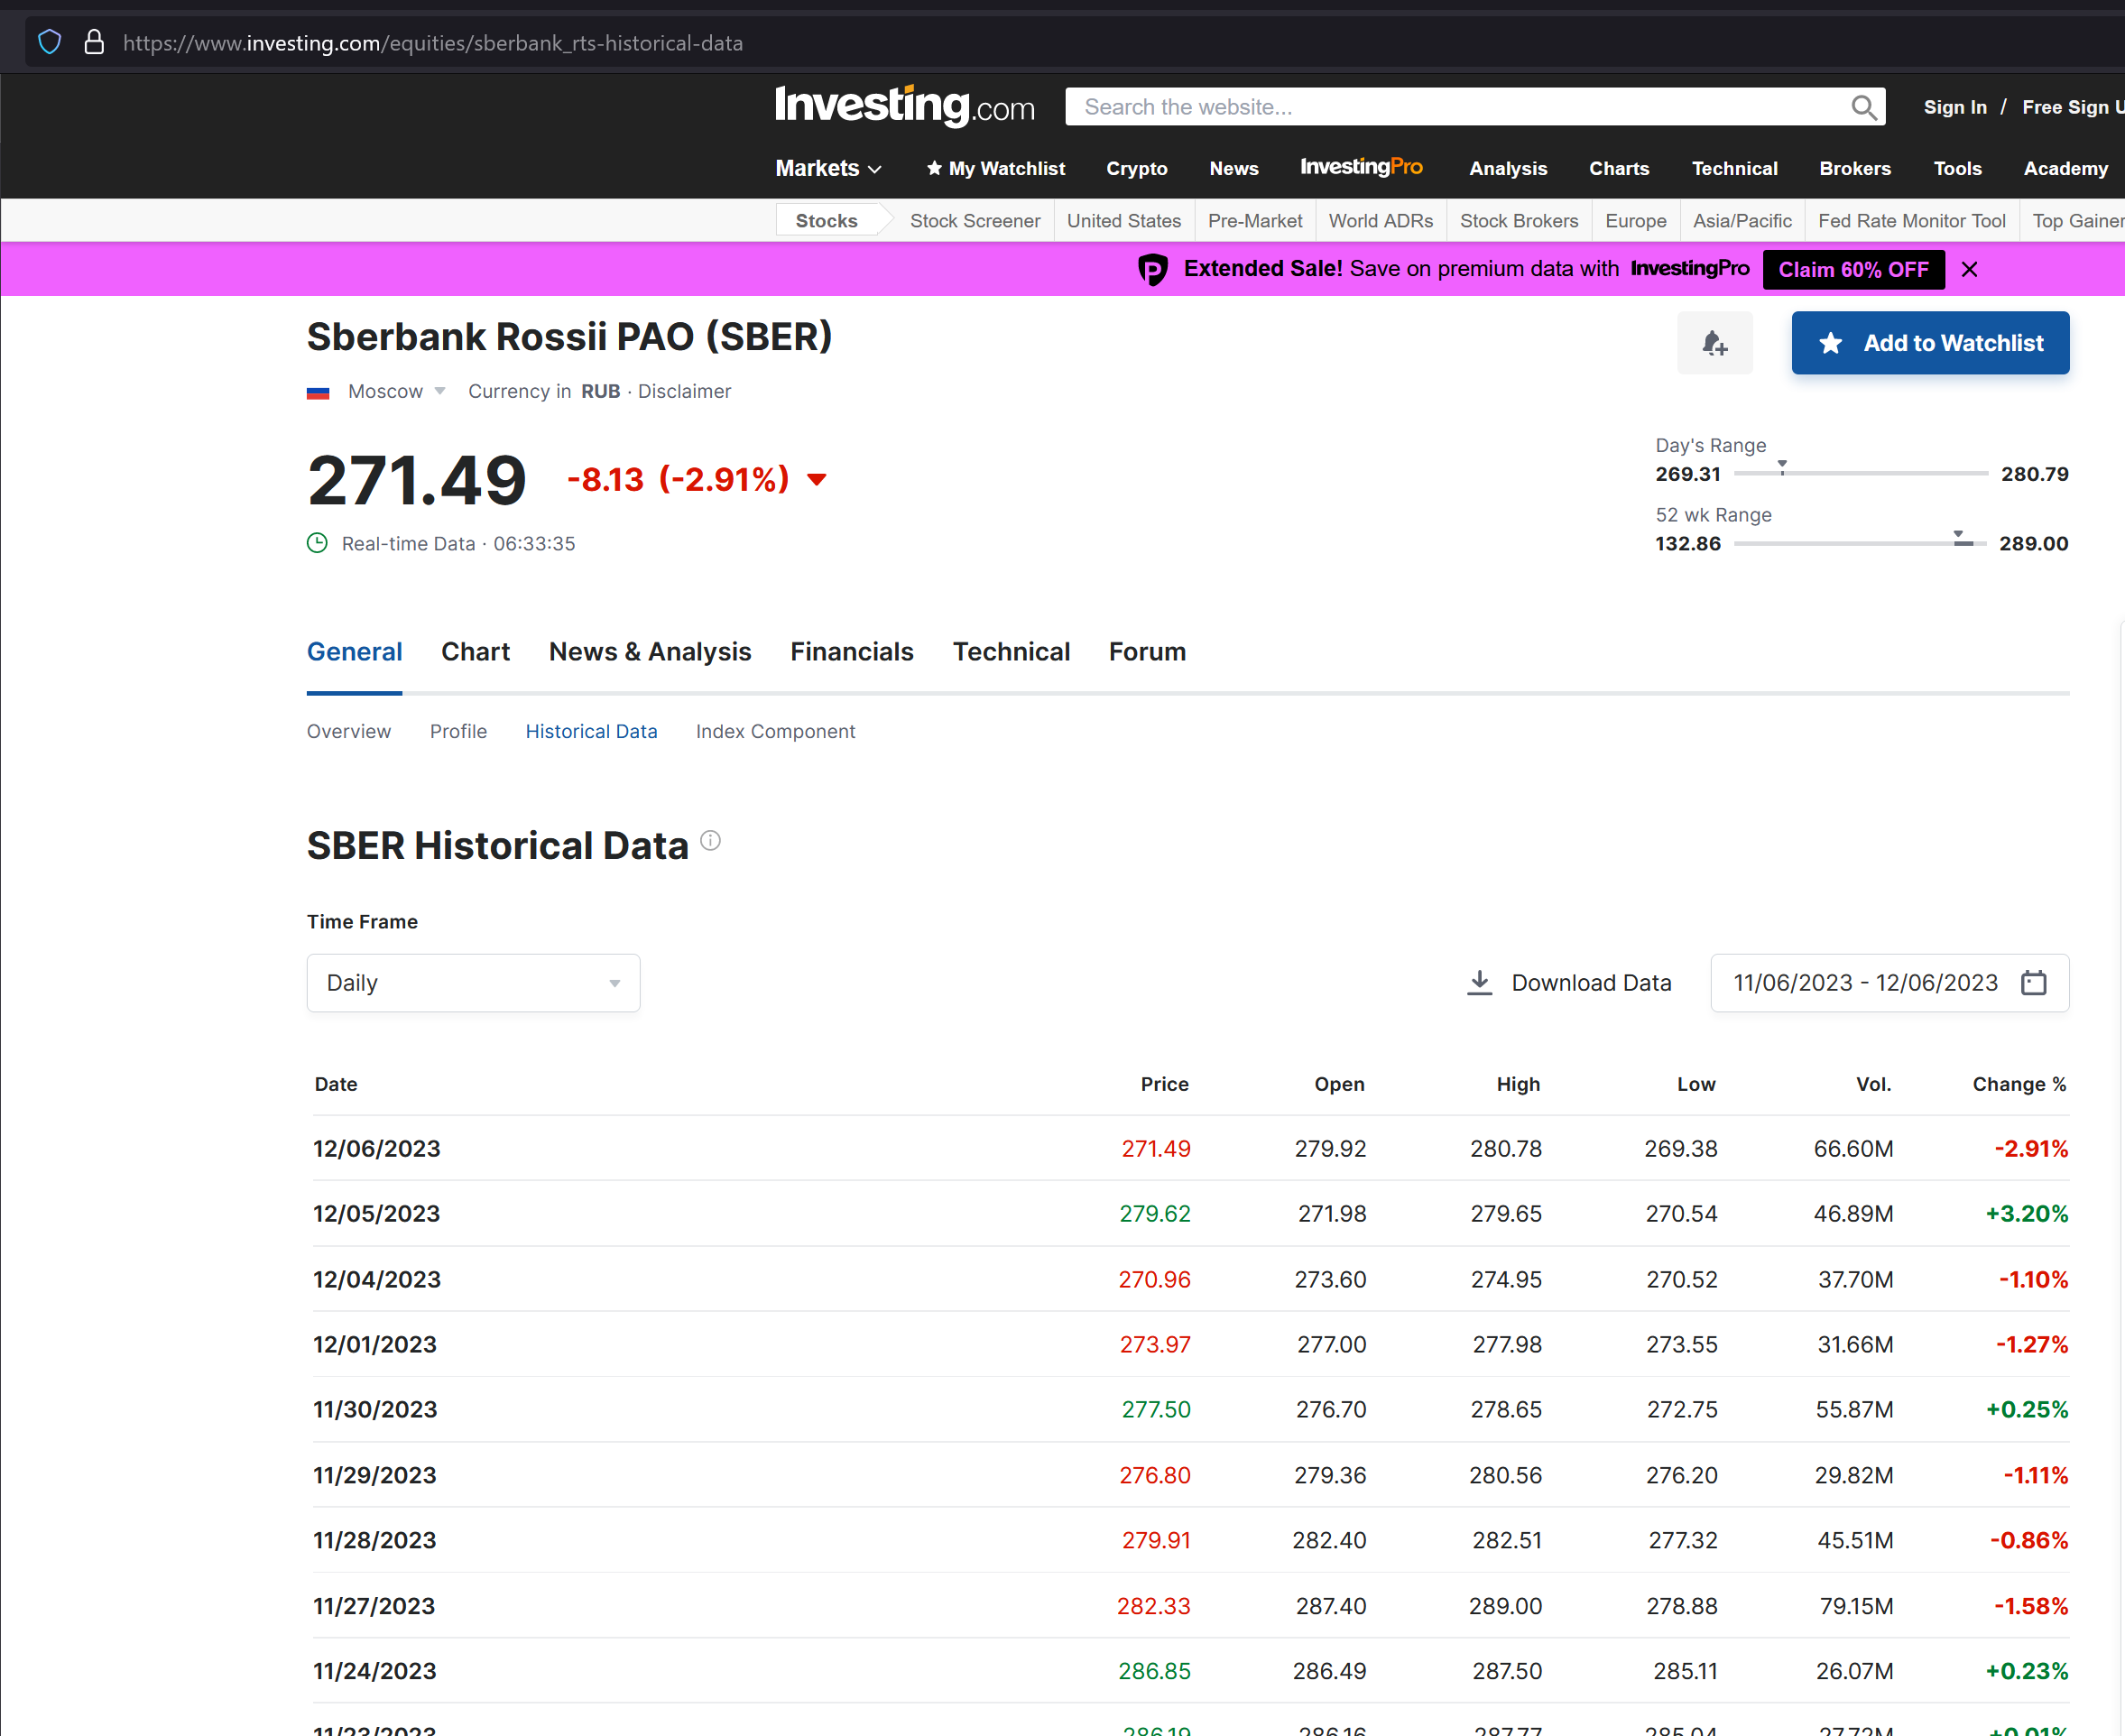 https://www.investing.com/equities/sberbank_rts-historical-data
Investing.com
Search the website...
Sign In / Free Sign U
Markets
My Watchlist Crypto News InvestingPro Analysis Charts Technical Brokers Tools Academy
Stocks Stock Screener United States Pre-Market World ADRs Stock Brokers Europe Asia/Pacific Fed Rate Monitor Tool Top Gainer
Extended Sale! Save on premium data with InvestingPro Claim 60% OFF
Sberbank Rossii PAO (SBER)
Add to Watchlist
Moscow Currency in RUB · Disclaimer
271.49 -8.13 (-2.91%)
Real-time Data · 06:33:35
Day's Range
269.31 280.79
52 wk Range
132.86 289.00
General Chart News & Analysis Financials Technical Forum
Overview Profile Historical Data Index Component
SBER Historical Data
Time Frame
Daily
Download Data
11/06/2023 - 12/06/2023
Date Price Open High Low Vol. Change %
12/06/2023 271.49 279.92 280.78 269.38 66.60M -2.91%
12/05/2023 279.62 271.98 279.65 270.54 46.89M +3.20%
12/04/2023 270.96 273.60 274.95 270.52 37.70M -1.10%
12/01/2023 273.97 277.00 277.98 273.55 31.66M -1.27%
11/30/2023 277.50 276.70 278.65 272.75 55.87M +0.25%
11/29/2023 276.80 279.36 280.56 276.20 29.82M -1.11%
11/28/2023 279.91 282.40 282.51 277.32 45.51M -0.86%
11/27/2023 282.33 287.40 289.00 278.88 79.15M -1.58%
11/24/2023 286.85 286.49 287.50 285.11 26.07M +0.23%
11/23/2023 286.19 286.16 287.77 285.04 27.72M +0.01%